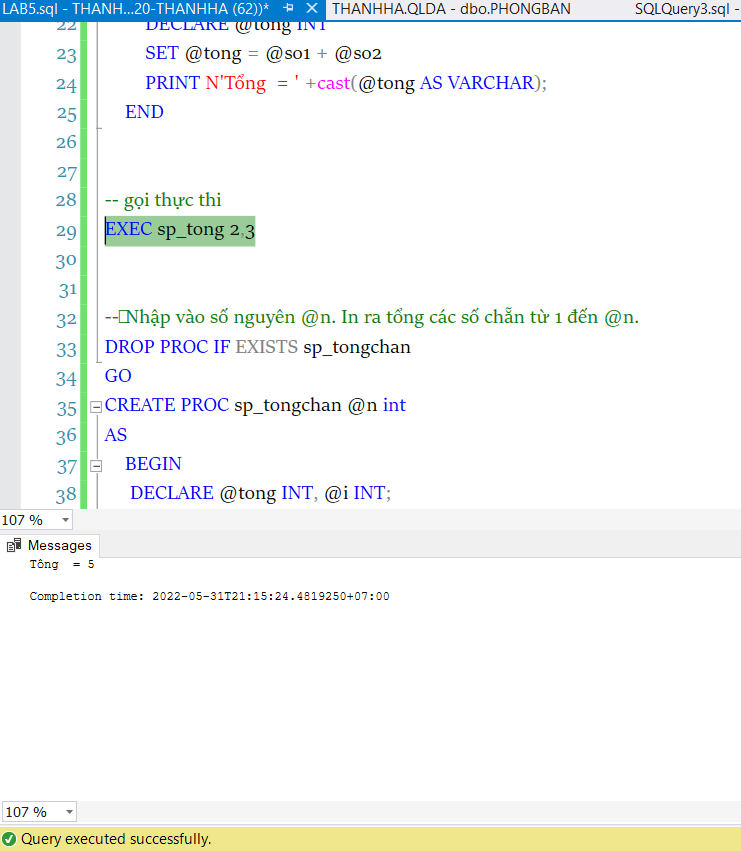 LAB5.sql - THANH...20-THANHHA (62))* THANHHA.QLDA - dbo.PHONGBAN SQLQuery3.sql -
22 DECLARE @tong INT
23 SET @tong = @so1 + @so2
24 PRINT N'Tổng = ' +cast(@tong AS VARCHAR);
25 END
26
27
28 -- gọi thực thi
29 EXEC sp_tong 2,3
30
31
32 --Nhập vào số nguyên @n. In ra tổng các số chẵn từ 1 đến @n.
33 DROP PROC IF EXISTS sp_tongchan
34 GO
35 CREATE PROC sp_tongchan @n int
36 AS
37 BEGIN
38 DECLARE @tong INT, @i INT;
107 %
Messages
Tổng = 5
Completion time: 2022-05-31T21:15:24.4819250+07:00
107 %
Query executed successfully.